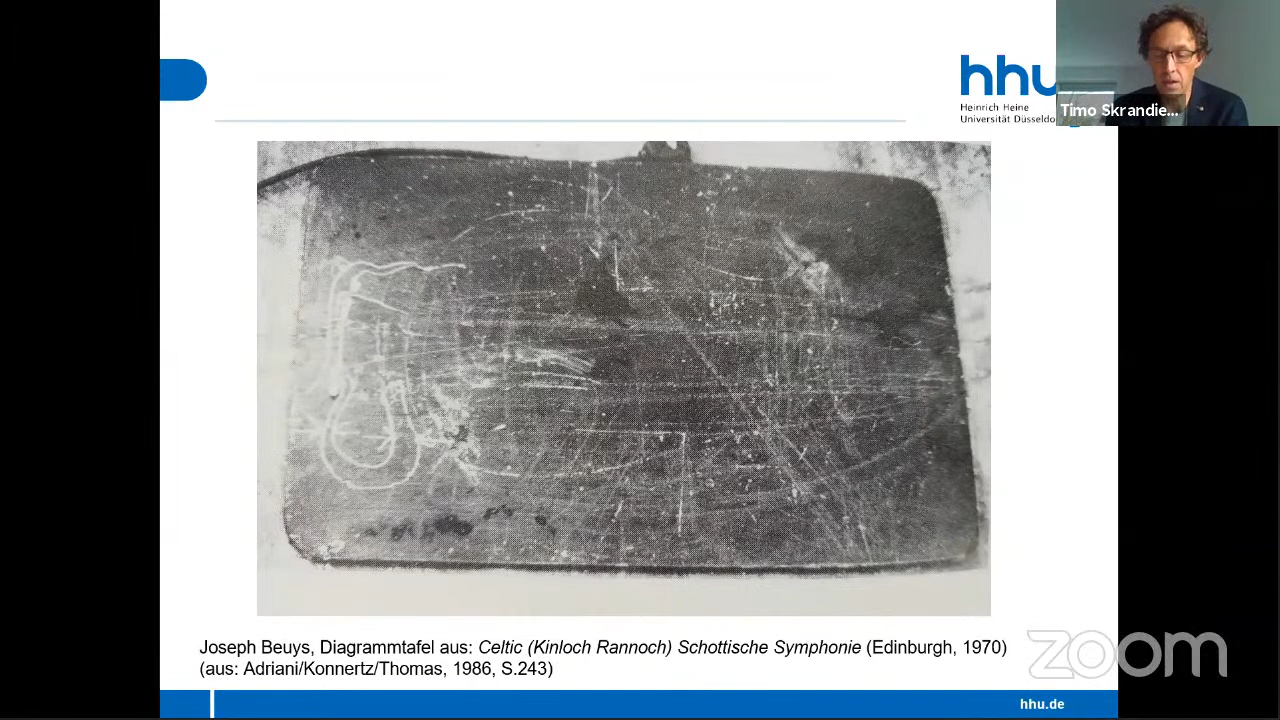 hhu
Heinrich Heine
Universität Düsseldo
Timo Skrandie...
Joseph Beuys, Diagrammtafel aus: Celtic (Kinloch Rannoch) Schottische Symphonie (Edinburgh, 1970)
(aus: Adriani/Konnertz/Thomas, 1986, S.243)
zoom
hhu.de